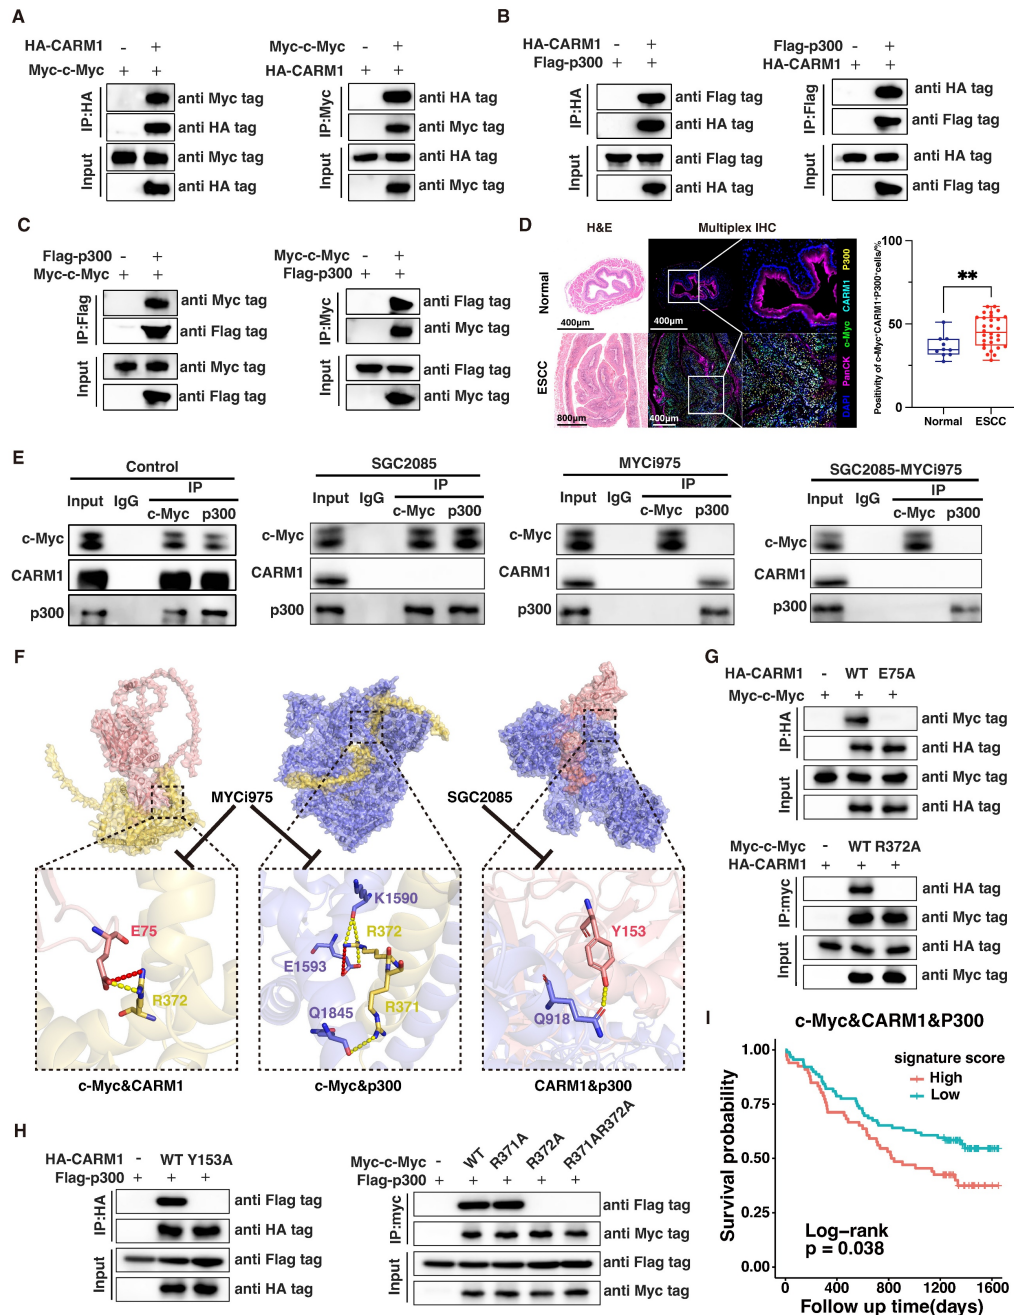 A
HA-CARM1 - +
Myc-c-Myc + +
IP:HA
anti Myc tag
anti HA tag
Input
anti Myc tag
anti HA tag
Myc-c-Myc - +
HA-CARM1 + +
IP:Myc
anti HA tag
anti Myc tag
Input
anti HA tag
anti Myc tag
B
HA-CARM1 - +
Flag-p300 + +
IP:HA
anti Flag tag
anti HA tag
Input
anti Flag tag
anti HA tag
Flag-p300 - +
HA-CARM1 + +
IP:Flag
anti HA tag
anti Flag tag
Input
anti HA tag
anti Flag tag
C
Flag-p300 - +
Myc-c-Myc + +
IP:Flag
anti Myc tag
anti Flag tag
Input
anti Myc tag
anti Flag tag
Myc-c-Myc - +
Flag-p300 + +
IP:Myc
anti Flag tag
anti Myc tag
Input
anti Flag tag
anti Myc tag
D
H&E
Multiplex IHC
Normal
400μm
400μm
ESCC
800μm
400μm
DAPI PanCK c-Myc CARM1 P300
Positivity of c-Myc+CARM1+P300+cells/%
100
50
0
**
Normal ESCC
E
Control
Input IgG IP
c-Myc p300
c-Myc
CARM1
p300
SGC2085
Input IgG IP
c-Myc p300
c-Myc
CARM1
p300
MYCi975
Input IgG IP
c-Myc p300
c-Myc
CARM1
p300
SGC2085-MYCi975
Input IgG IP
c-Myc p300
c-Myc
CARM1
p300
F
MYCi975
SGC2085
E75
R372
c-Myc&CARM1
K1590
R372
E1593
R371
Q1845
c-Myc&p300
Y153
Q918
CARM1&p300
G
HA-CARM1 - WT E75A
Myc-c-Myc + + +
IP:HA
anti Myc tag
anti HA tag
Input
anti Myc tag
anti HA tag
Myc-c-Myc - WT R372A
HA-CARM1 + + +
IP:myc
anti HA tag
anti Myc tag
Input
anti HA tag
anti Myc tag
H
HA-CARM1 - WT Y153A
Flag-p300 + + +
IP:HA
anti Flag tag
anti HA tag
Input
anti Flag tag
anti HA tag
Myc-c-Myc - WT R371A R372A R371AR372A
Flag-p300 + + + + +
IP:myc
anti Flag tag
anti Myc tag
Input
anti Flag tag
anti Myc tag
I
c-Myc&CARM1&P300
signature score
High
Low
Survival probability
1.00
0.75
0.50
0.25
0.00
Log−rank
p = 0.038
0 400 800 1200 1600
Follow up time(days)